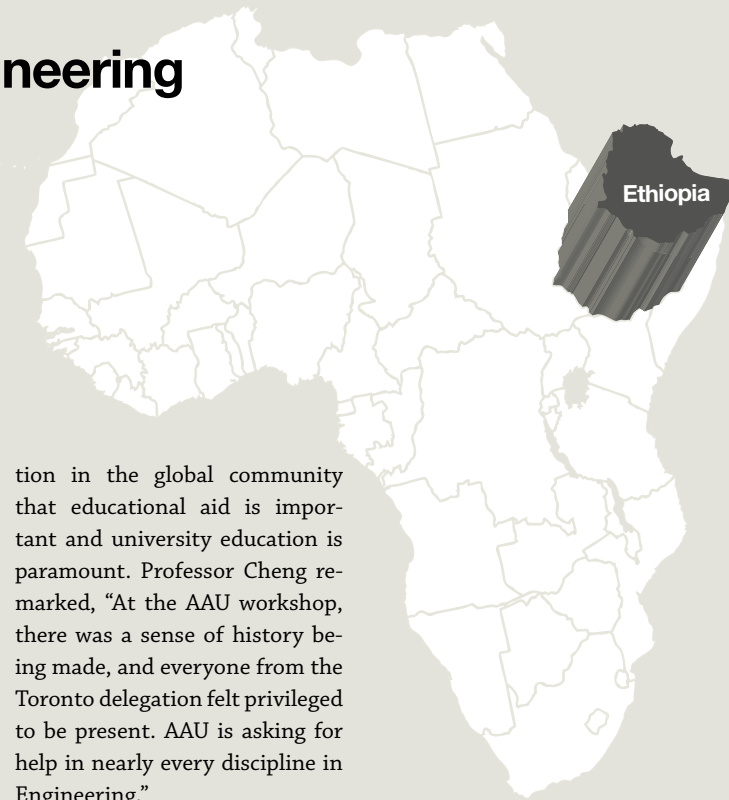 neering
Ethiopia
tion in the global community
that educational aid is impor-
tant and university education is
paramount. Professor Cheng re-
marked, “At the AAU workshop,
there was a sense of history be-
ing made, and everyone from the
Toronto delegation felt privileged
to be present. AAU is asking for
help in nearly every discipline in
Engineering.”